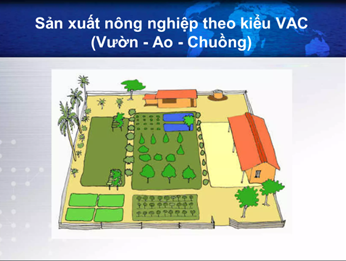 Sản xuất nông nghiệp theo kiểu VAC
(Vườn - Ao - Chuồng)